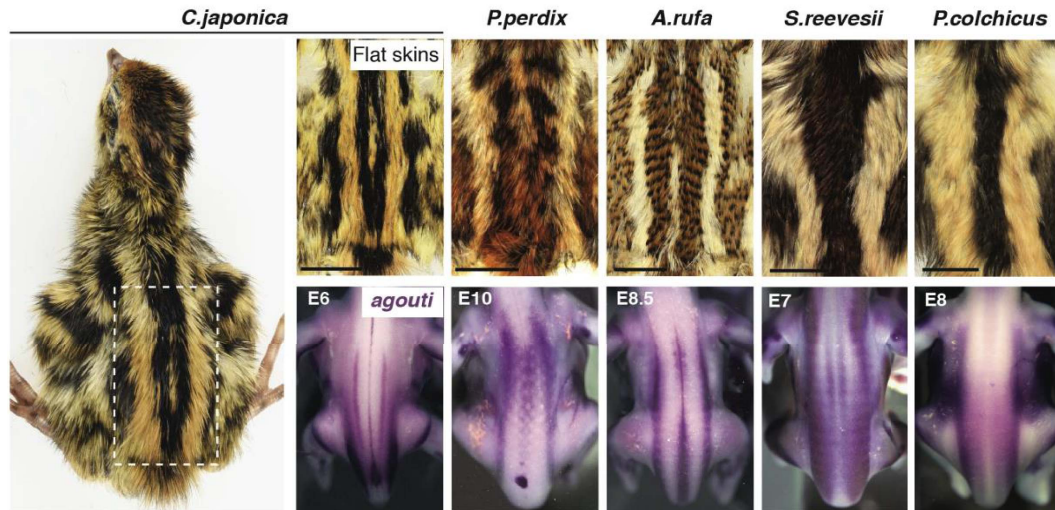 C.japonica
P.perdix
A.rufa
S.reevesii
P.colchicus
Flat skins
E6
agouti
E10
E8.5
E7
E8